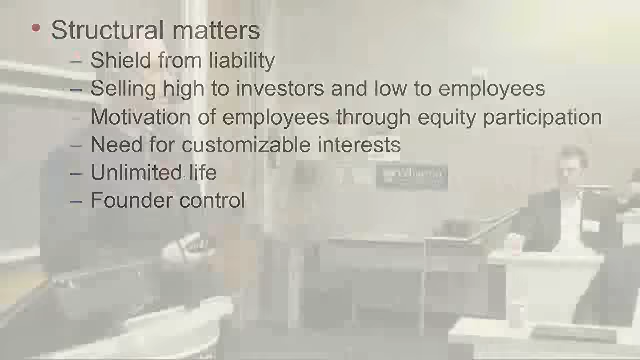 • Structural matters
– Shield from liability
– Selling high to investors and low to employees
– Motivation of employees through equity participation
– Need for customizable interests
– Unlimited life
– Founder control